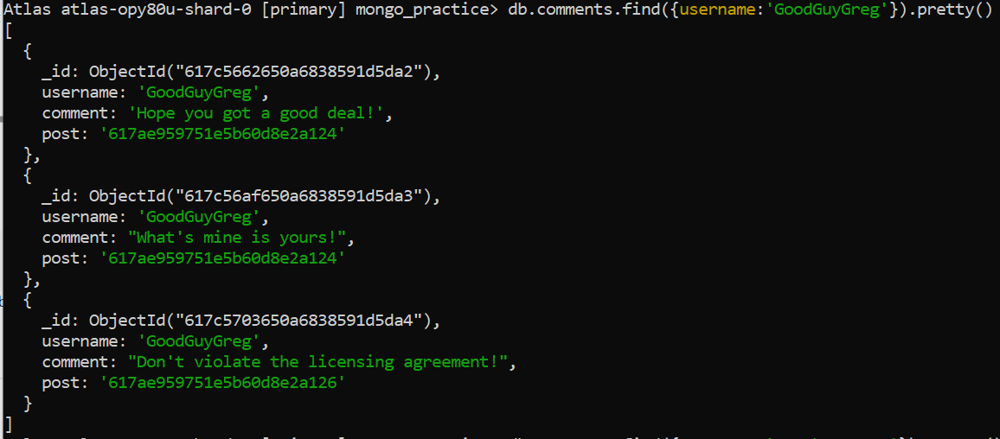 Atlas atlas-opy80u-shard-0 [primary] mongo_practice> db.comments.find({username:'GoodGuyGreg'}).pretty()
[
  {
    _id: ObjectId("617c5662650a6838591d5da2"),
    username: 'GoodGuyGreg',
    comment: 'Hope you got a good deal!',
    post: '617ae959751e5b60d8e2a124'
  },
  {
    _id: ObjectId("617c56af650a6838591d5da3"),
    username: 'GoodGuyGreg',
    comment: "What's mine is yours!",
    post: '617ae959751e5b60d8e2a124'
  },
  {
    _id: ObjectId("617c5703650a6838591d5da4"),
    username: 'GoodGuyGreg',
    comment: "Don't violate the licensing agreement!",
    post: '617ae959751e5b60d8e2a126'
  }
]